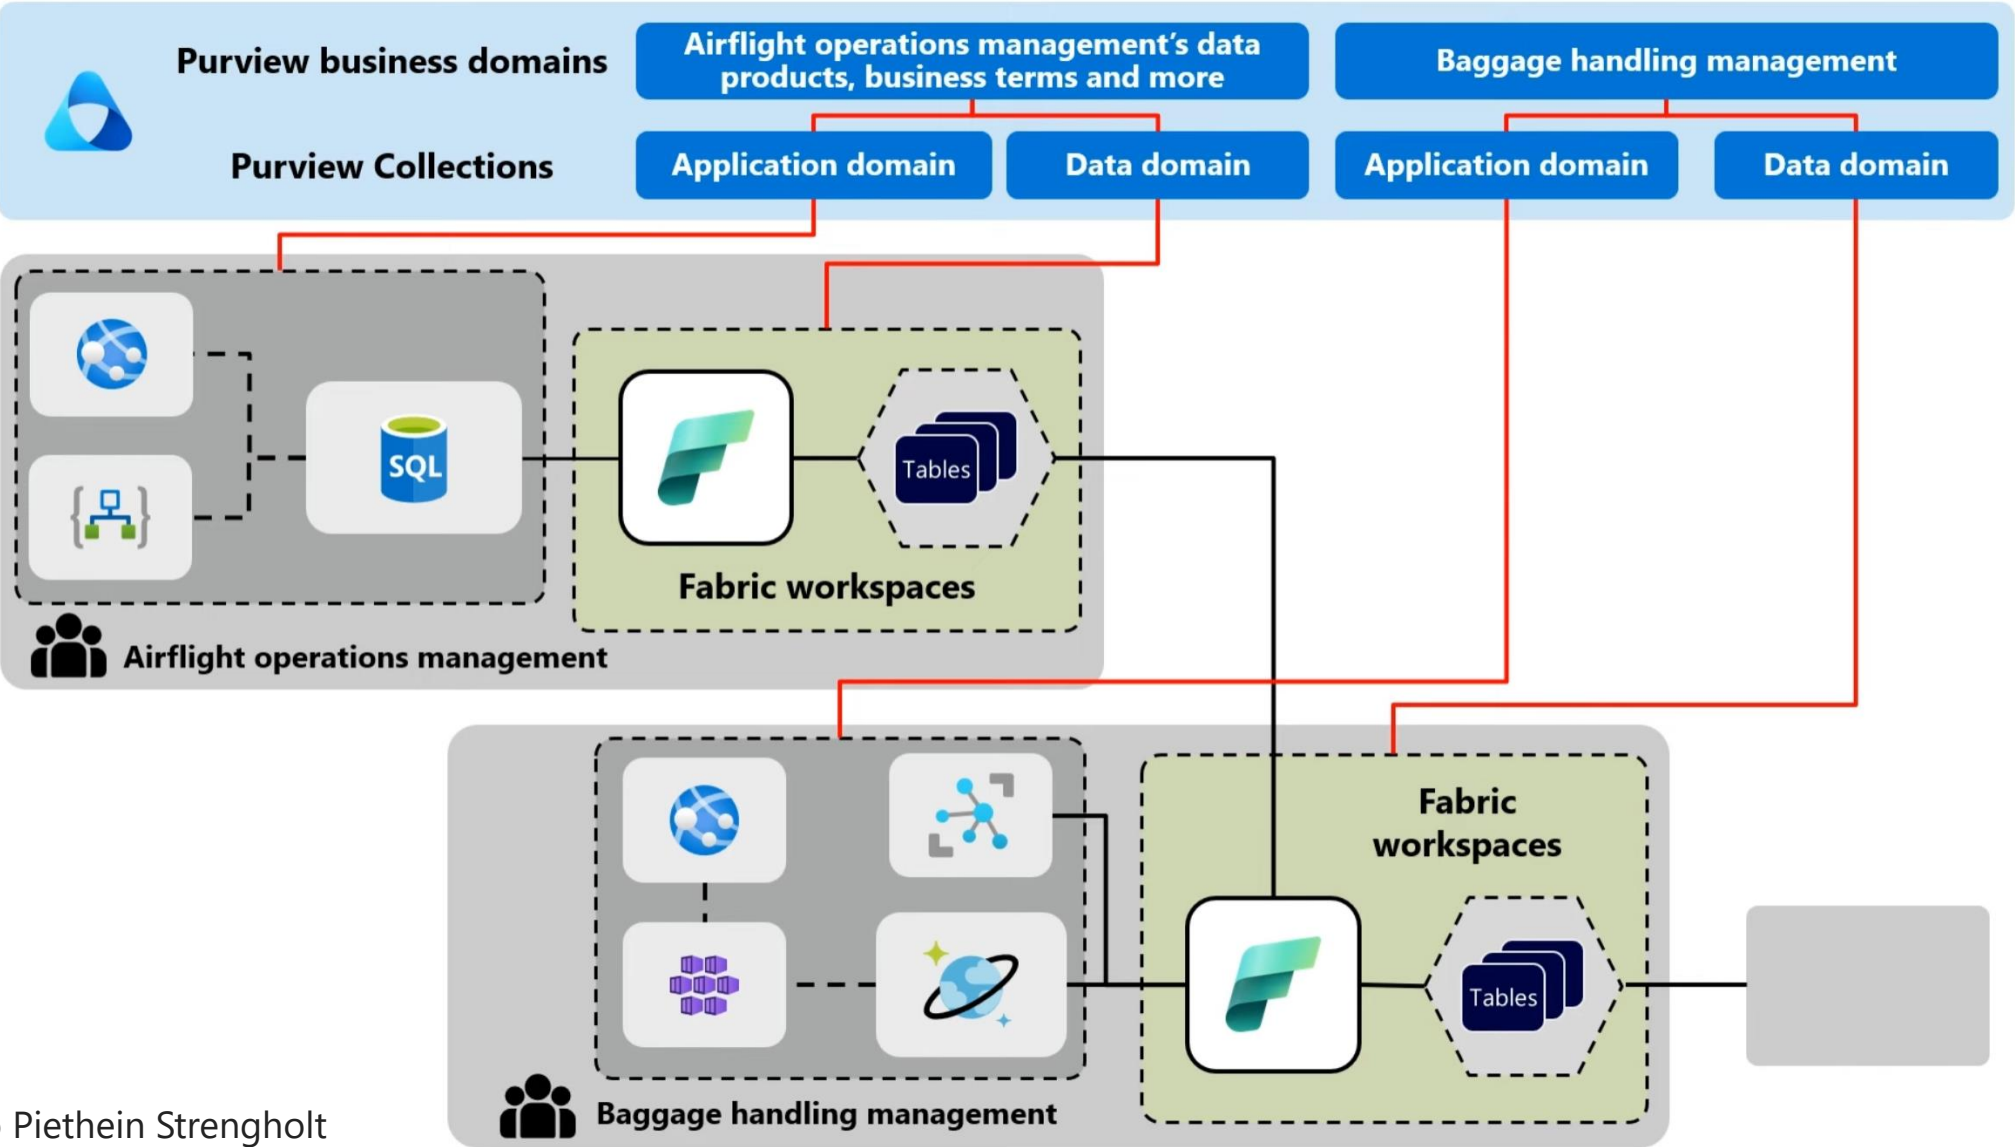 Purview business domains
Airflight operations management's data
products, business terms and more
Baggage handling management
Purview Collections
Application domain
Data domain
Application domain
Data domain
SQL
Tables
Fabric workspaces
Airflight operations management
Fabric
workspaces
Tables
Baggage handling management
Piethein Strengholt